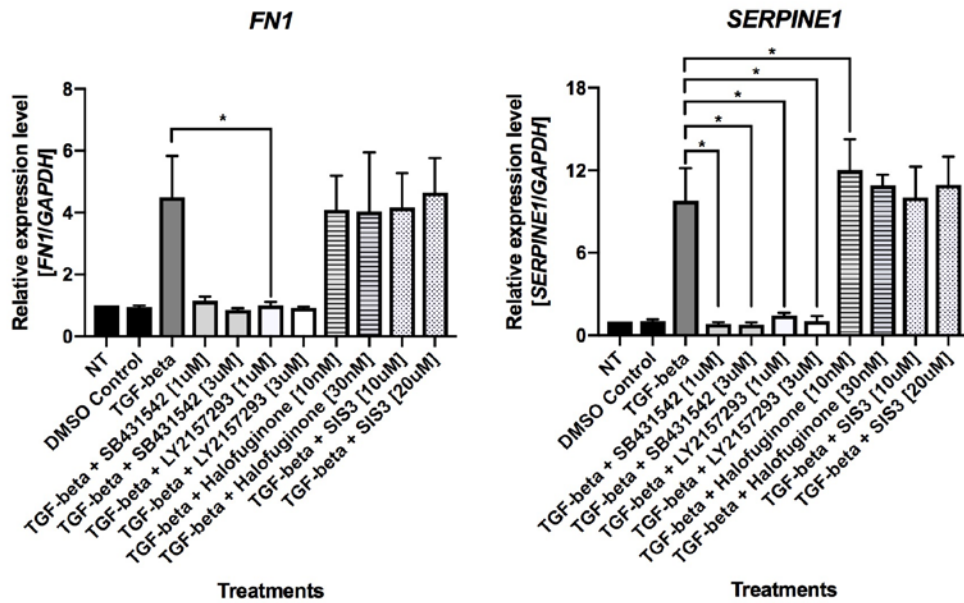 FN1
Relative expression level
[FN1/GAPDH]
8
6
4
2
0
*
NT
DMSO Control
TGF-beta
TGF-beta + SB431542 [1uM]
TGF-beta + SB431542 [3uM]
TGF-beta + LY2157293 [1uM]
TGF-beta + LY2157293 [3uM]
TGF-beta + Halofuginone [10nM]
TGF-beta + Halofuginone [30nM]
TGF-beta + SIS3 [10uM]
TGF-beta + SIS3 [20uM]
Treatments
SERPINE1
Relative expression level
[SERPINE1/GAPDH]
18
12
6
0
*
*
*
*
*
NT
DMSO Control
TGF-beta
TGF-beta + SB431542 [1uM]
TGF-beta + SB431542 [3uM]
TGF-beta + LY2157293 [1uM]
TGF-beta + LY2157293 [3uM]
TGF-beta + Halofuginone [10nM]
TGF-beta + Halofuginone [30nM]
TGF-beta + SIS3 [10uM]
TGF-beta + SIS3 [20uM]
Treatments